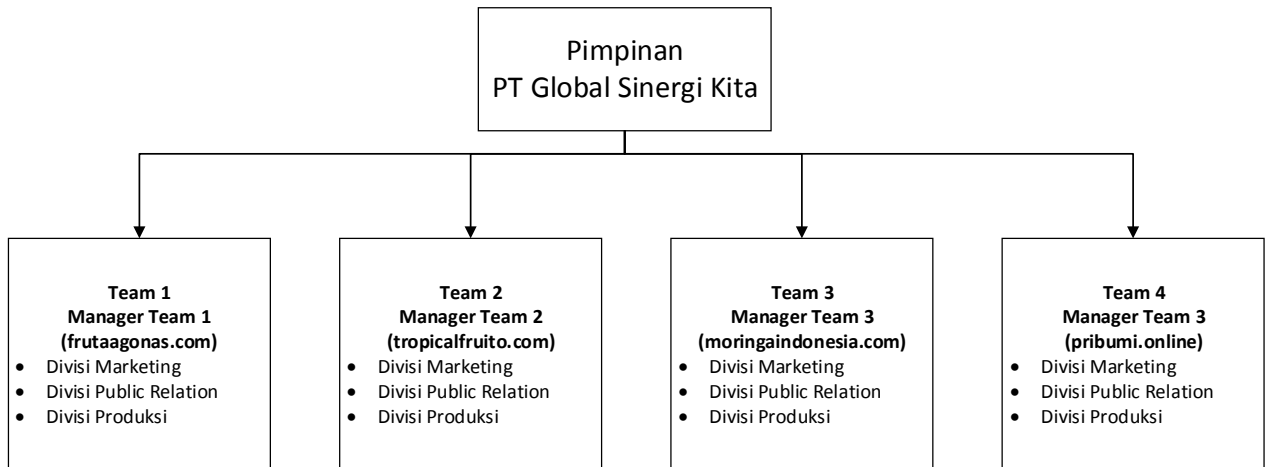 Pimpinan
PT Global Sinergi Kita
Team 1
Manager Team 1
(frutaagonas.com)
• Divisi Marketing
• Divisi Public Relation
• Divisi Produksi
Team 2
Manager Team 2
(tropicalfruito.com)
• Divisi Marketing
• Divisi Public Relation
• Divisi Produksi
Team 3
Manager Team 3
(moringaindonesia.com)
• Divisi Marketing
• Divisi Public Relation
• Divisi Produksi
Team 4
Manager Team 3
(pribumi.online)
• Divisi Marketing
• Divisi Public Relation
• Divisi Produksi